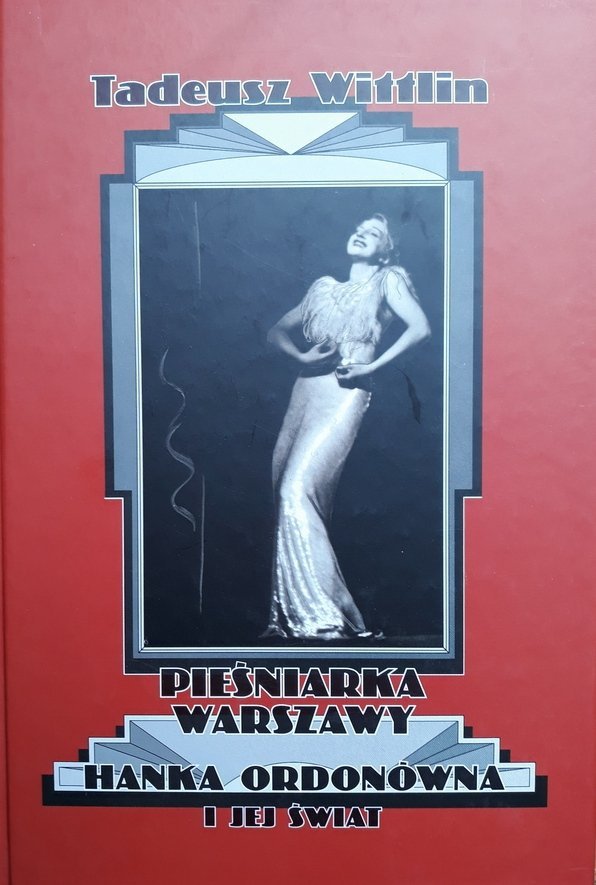 Tadeusz Wittlin
PIEŚNIARKA
WARSZAWY
HANKA ORDONÓWNA
I JEJ ŚWIAT